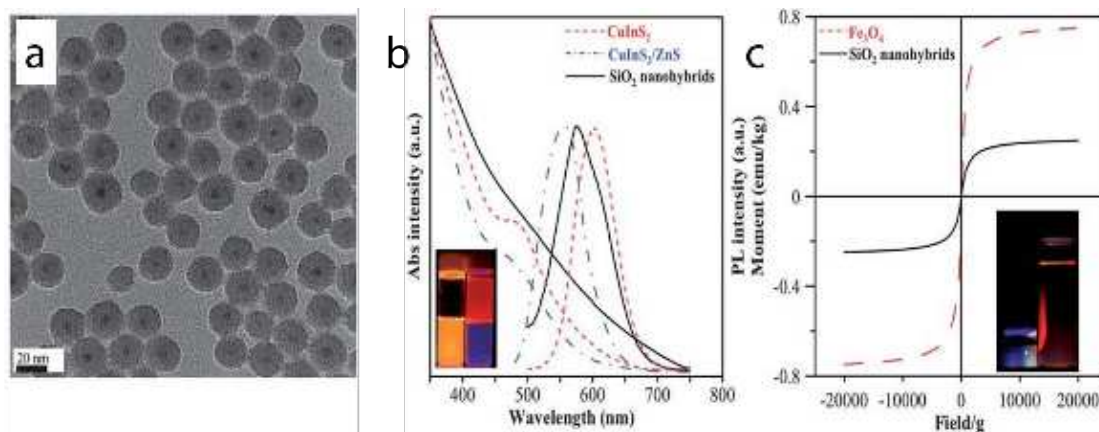 a
20 nm
b
CuInS₂
CuInS₂/ZnS
SiO₂ nanohybrids
Abs intensity (a.u.)
PL intensity (a.u.)
350 400 500 600 700 800
Wavelength (nm)
c
Fe₃O₄
SiO₂ nanohybrids
Moment (emu/kg)
0.8
0.4
0
-0.4
-0.8
-20000 -10000 0 10000 20000
Field/g